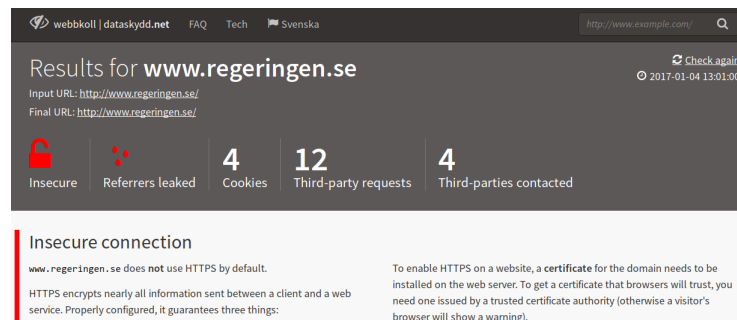 webbkoll | dataskydd.net FAQ Tech Svenska http://www.example.com/
Results for www.regeringen.se
Check again
Input URL: http://www.regeringen.se/
2017-01-04 13:01:00
Final URL: http://www.regeringen.se/
4 12 4
Insecure Referrers leaked Cookies Third-party requests Third-parties contacted
Insecure connection
www.regeringen.se does not use HTTPS by default.
HTTPS encrypts nearly all information sent between a client and a web
service. Properly configured, it guarantees three things:
To enable HTTPS on a website, a certificate for the domain needs to be
installed on the web server. To get a certificate that browsers will trust, you
need one issued by a trusted certificate authority (otherwise a visitor's
browser will show a warning).